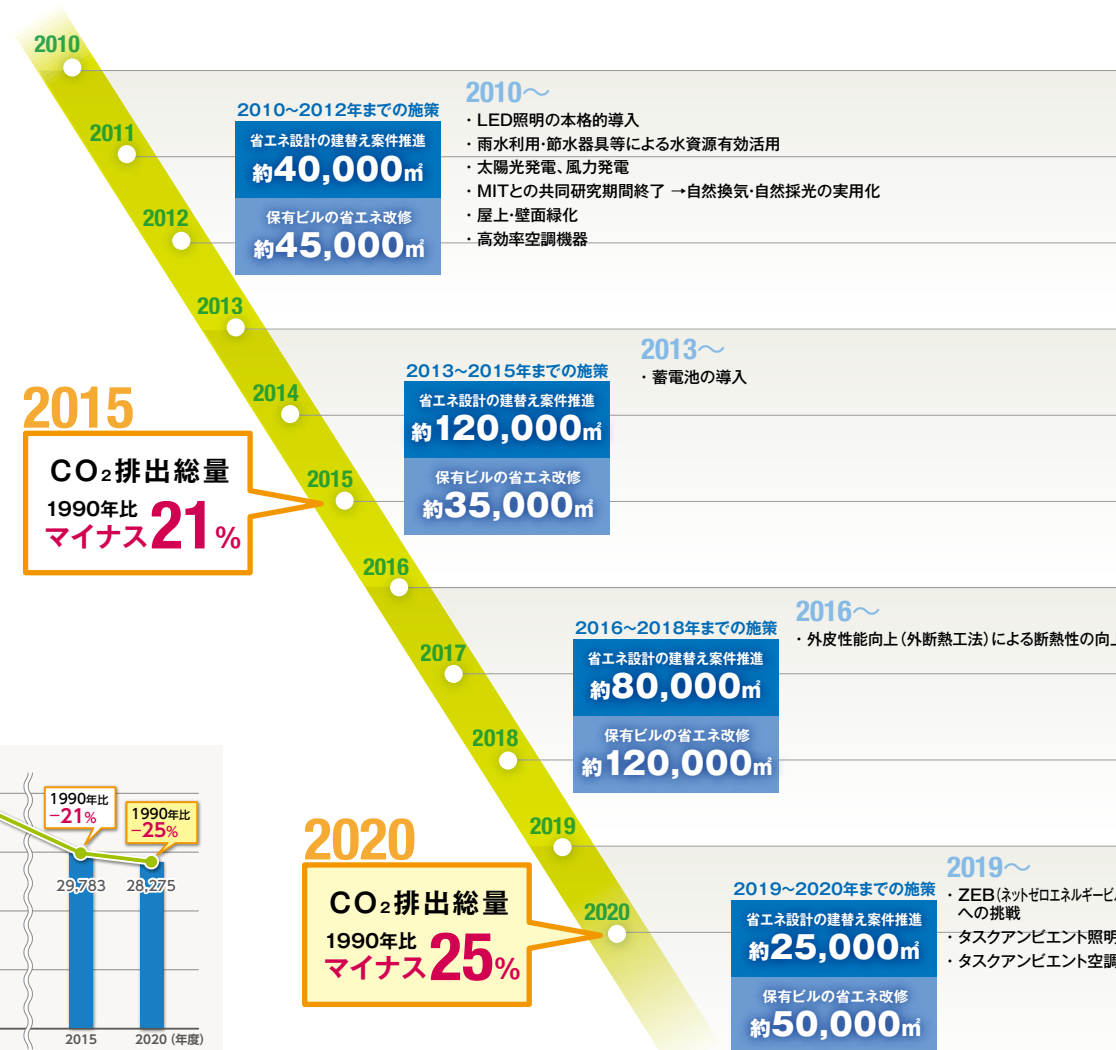 2010
2010～
2010～2012年までの施策
・LED照明の本格的導入
・雨水利用・節水器具等による水資源有効活用
・太陽光発電、風力発電
・MITとの共同研究期間終了 →自然換気・自然採光の実用化
・屋上・壁面緑化
・高効率空調機器
2011
省エネ設計の建替え案件推進
約40,000㎡
2012
保有ビルの省エネ改修
約45,000㎡
2013
2013～
2013～2015年までの施策
・蓄電池の導入
2014
省エネ設計の建替え案件推進
約120,000㎡
2015
CO₂排出総量
1990年比
マイナス21%
2015
保有ビルの省エネ改修
約35,000㎡
2016
2016～
2016～2018年までの施策
・外皮性能向上（外断熱工法）による断熱性の向上
2017
省エネ設計の建替え案件推進
約80,000㎡
2018
保有ビルの省エネ改修
約120,000㎡
1990年比
−21%
1990年比
−25%
29,783
28,275
2015
2020（年度）
2020
CO₂排出総量
1990年比
マイナス25%
2019
2019～
2019～2020年までの施策
・ZEB（ネットゼロエネルギービル
への挑戦
・タスクアンビエント照明
・タスクアンビエント空調
2020
省エネ設計の建替え案件推進
約25,000㎡
保有ビルの省エネ改修
約50,000㎡